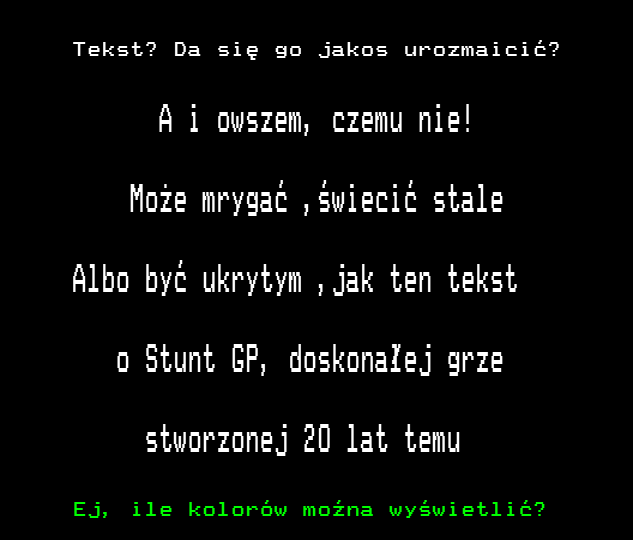 Tekst? Da się go jakos urozmaicić?
A i owszem, czemu nie!
Może mrygać ,świecić stale
Albo być ukrytym ,jak ten tekst
o Stunt GP, doskonałej grze
stworzonej 20 lat temu
Ej, ile kolorów można wyświetlić?